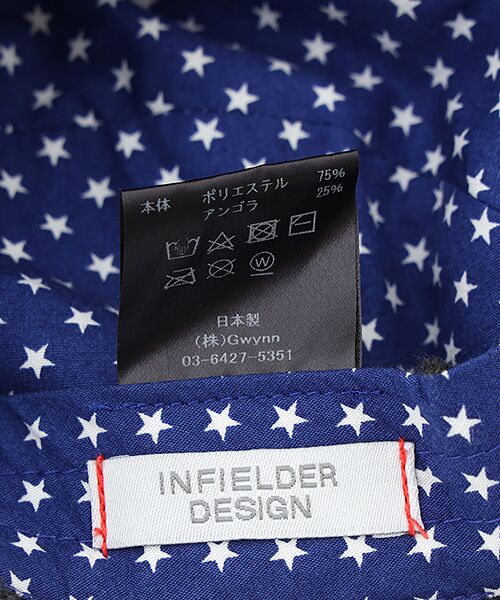 本体 ポリエステル 75%
アンゴラ 25%
W
日本製
(株)Gwynn
03-6427-5351
INFIELDER
DESIGN